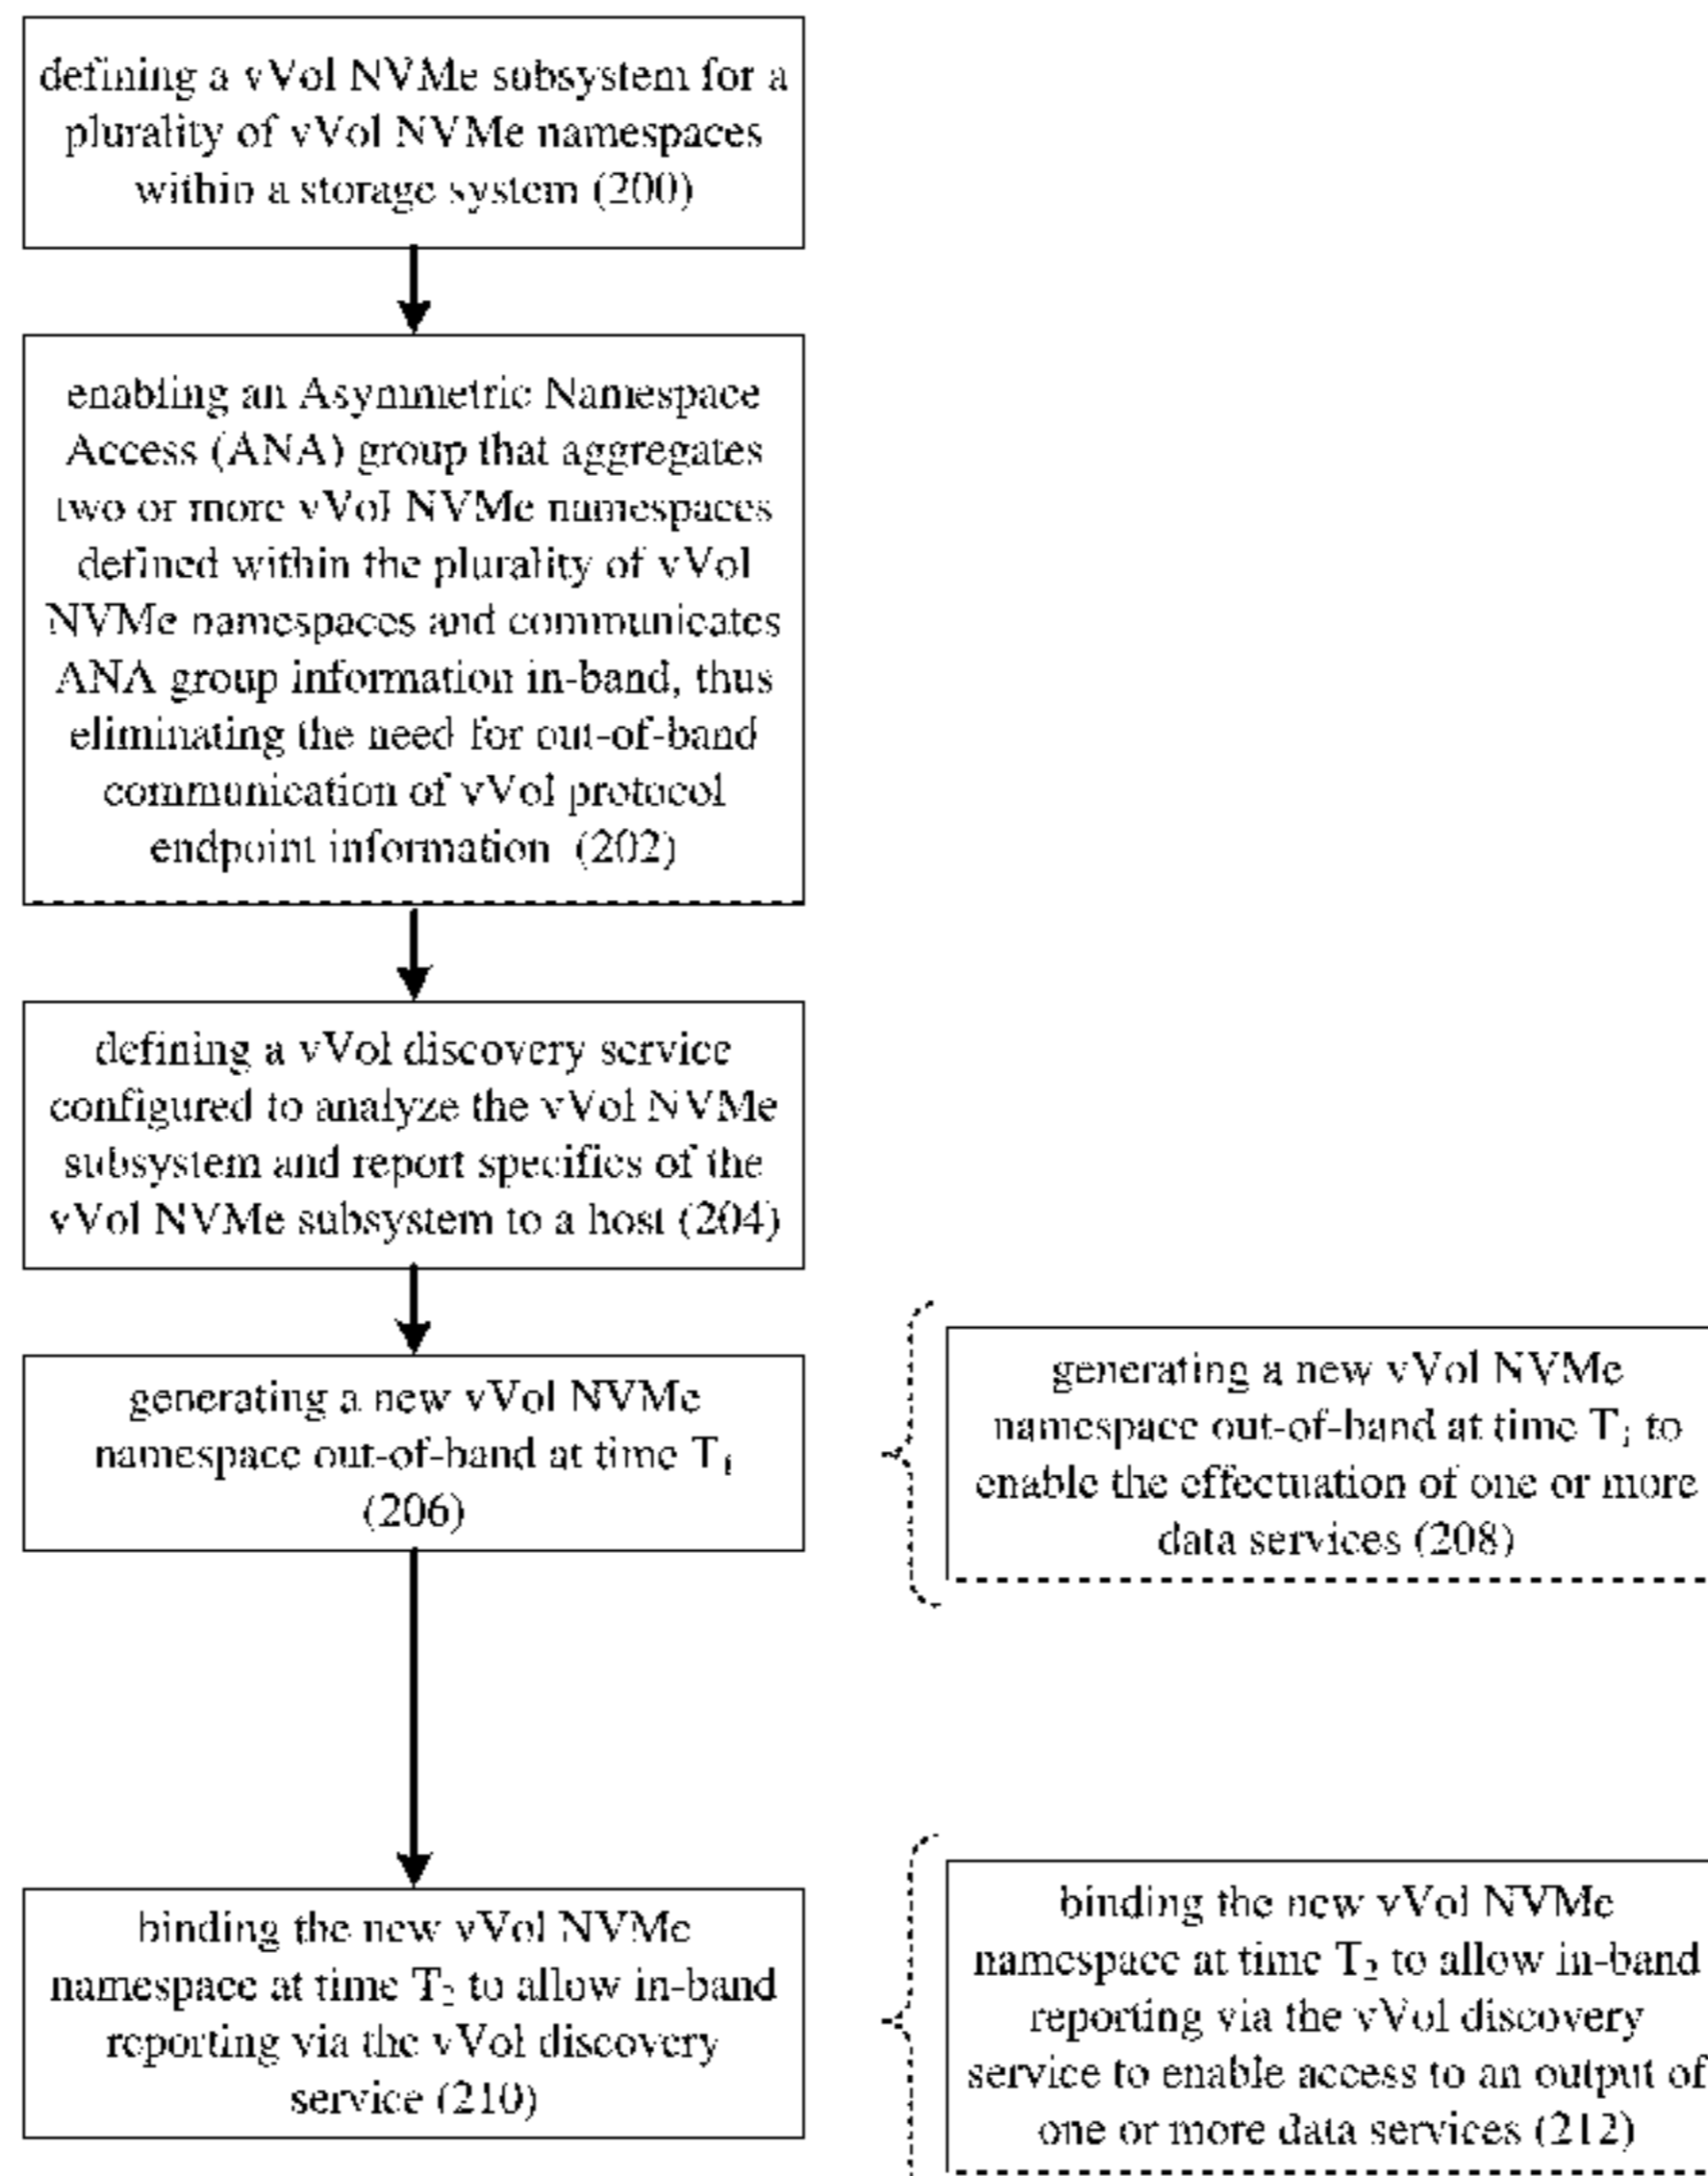 defining a vVol NVMe subsystem for a
plurality of vVol NVMe namespaces
within a storage system (200)
enabling an Asymmetric Namespace
Access (ANA) group that aggregates
two or more vVol NVMe namespaces
defined within the plurality of vVol
NVMe namespaces and communicates
ANA group information in-band, thus
eliminating the need for out-of-band
communication of vVol protocol
endpoint information (202)
defining a vVol discovery service
configured to analyze the vVol NVMe
subsystem and report specifics of the
vVol NVMe subsystem to a host (204)
generating a new vVol NVMe
namespace out-of-band at time T₁
(206)
generating a new vVol NVMe
namespace out-of-band at time T₁ to
enable the effectuation of one or more
data services (208)
binding the new vVol NVMe
namespace at time T₂ to allow in-band
reporting via the vVol discovery
service (210)
binding the new vVol NVMe
namespace at time T₂ to allow in-band
reporting via the vVol discovery
service to enable access to an output of
one or more data services (212)